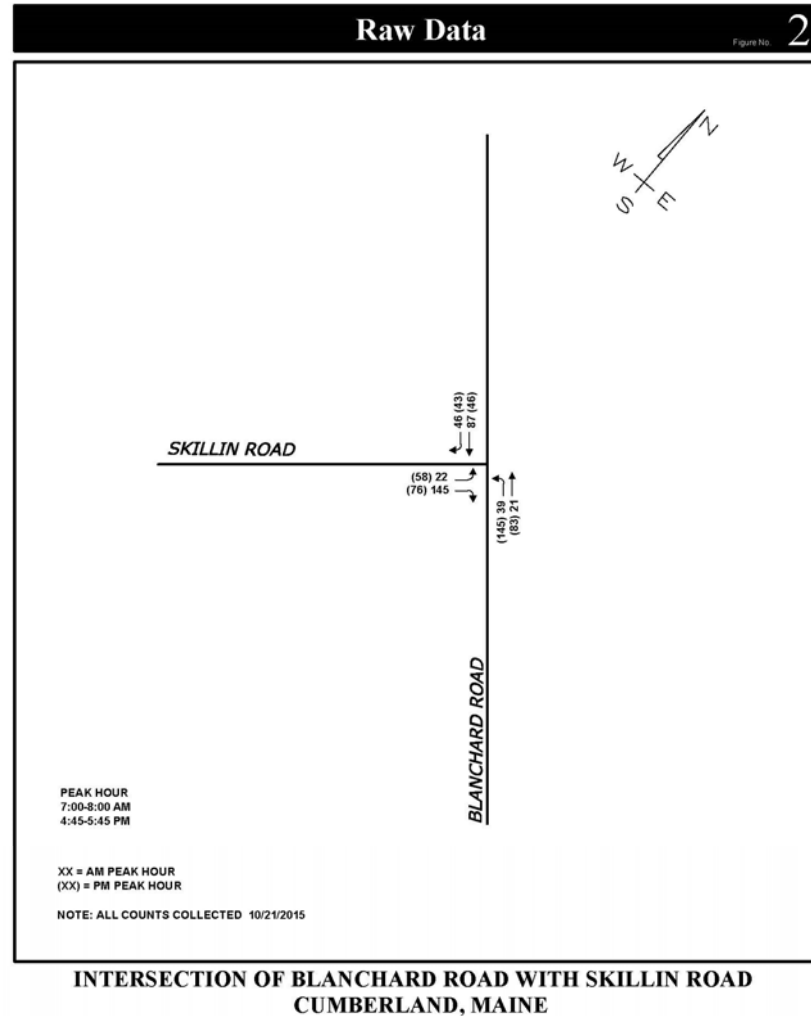 Raw Data
Figure No. 2
N
W
S
E
46 (43)
87 (46)
SKILLIN ROAD
(58) 22
(76) 145
(145) 39
(83) 21
BLANCHARD ROAD
PEAK HOUR
7:00-8:00 AM
4:45-5:45 PM
XX = AM PEAK HOUR
(XX) = PM PEAK HOUR
NOTE: ALL COUNTS COLLECTED 10/21/2015
INTERSECTION OF BLANCHARD ROAD WITH SKILLIN ROAD
CUMBERLAND, MAINE